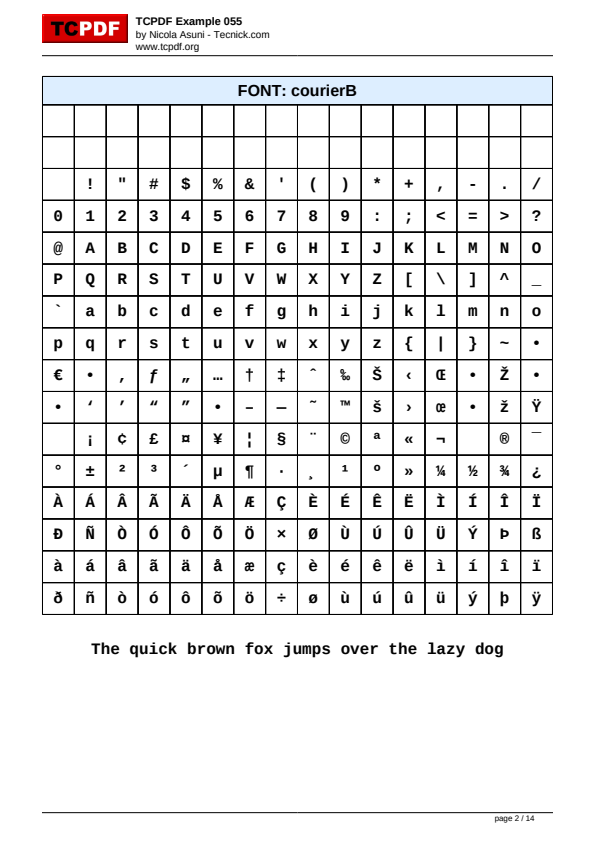 TCPDF
TCPDF Example 055
by Nicola Asuni - Tecnick.com
www.tcpdf.org
FONT: courierB
! " # $ % & ' ( ) * + , - . /
0 1 2 3 4 5 6 7 8 9 : ; < = > ?
@ A B C D E F G H I J K L M N O
P Q R S T U V W X Y Z [ \ ] ^ _
` a b c d e f g h i j k l m n o
p q r s t u v w x y z { | } ~ •
€ • ‚ ƒ „ … † ‡ ˆ ‰ Š ‹ Œ • Ž •
• ‘ ’ “ ” • – — ˜ ™ š › œ • ž Ÿ
¡ ¢ £ ¤ ¥ ¦ § ¨ © ª « ¬ ® ¯
° ± ² ³ ´ µ ¶ · ¸ ¹ º » ¼ ½ ¾ ¿
À Á Â Ã Ä Å Æ Ç È É Ê Ë Ì Í Î Ï
Ð Ñ Ò Ó Ô Õ Ö × Ø Ù Ú Û Ü Ý Þ ß
à á â ã ä å æ ç è é ê ë ì í î ï
ð ñ ò ó ô õ ö ÷ ø ù ú û ü ý þ ÿ
The quick brown fox jumps over the lazy dog
page 2 / 14